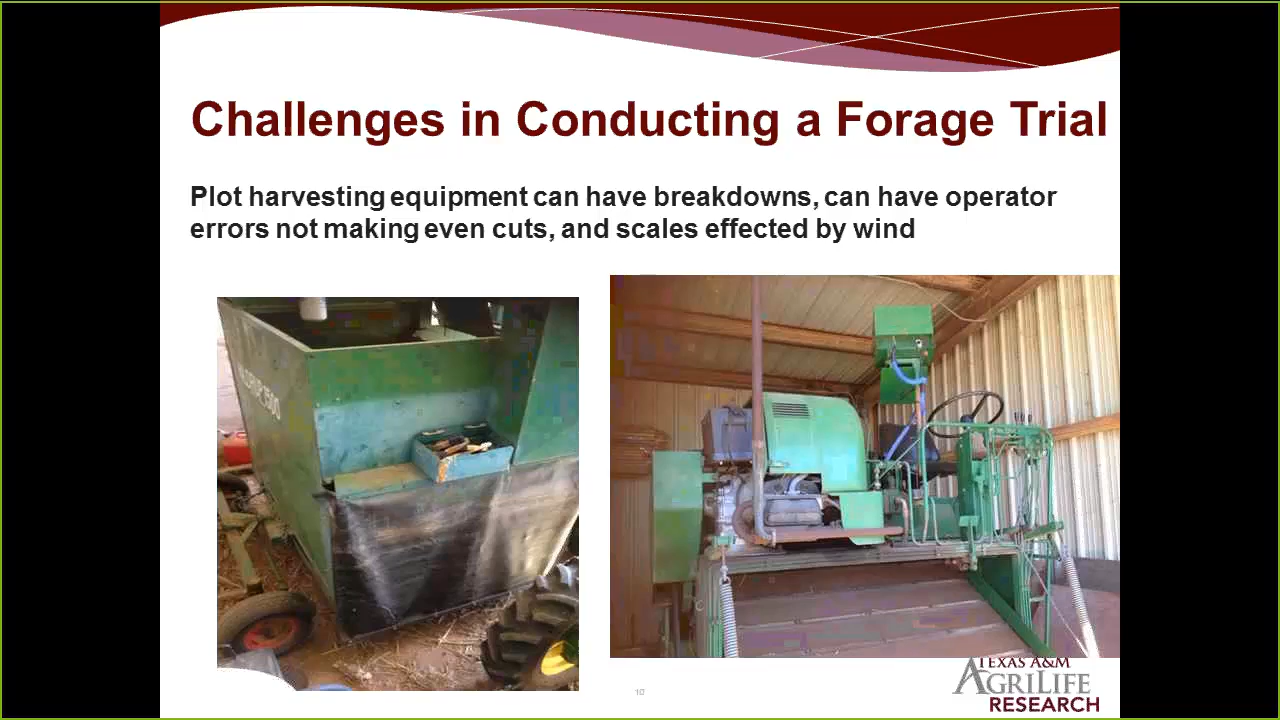 Challenges in Conducting a Forage Trial
Plot harvesting equipment can have breakdowns, can have operator
errors not making even cuts, and scales effected by wind
10
TEXAS A&M
AGRILIFE
RESEARCH